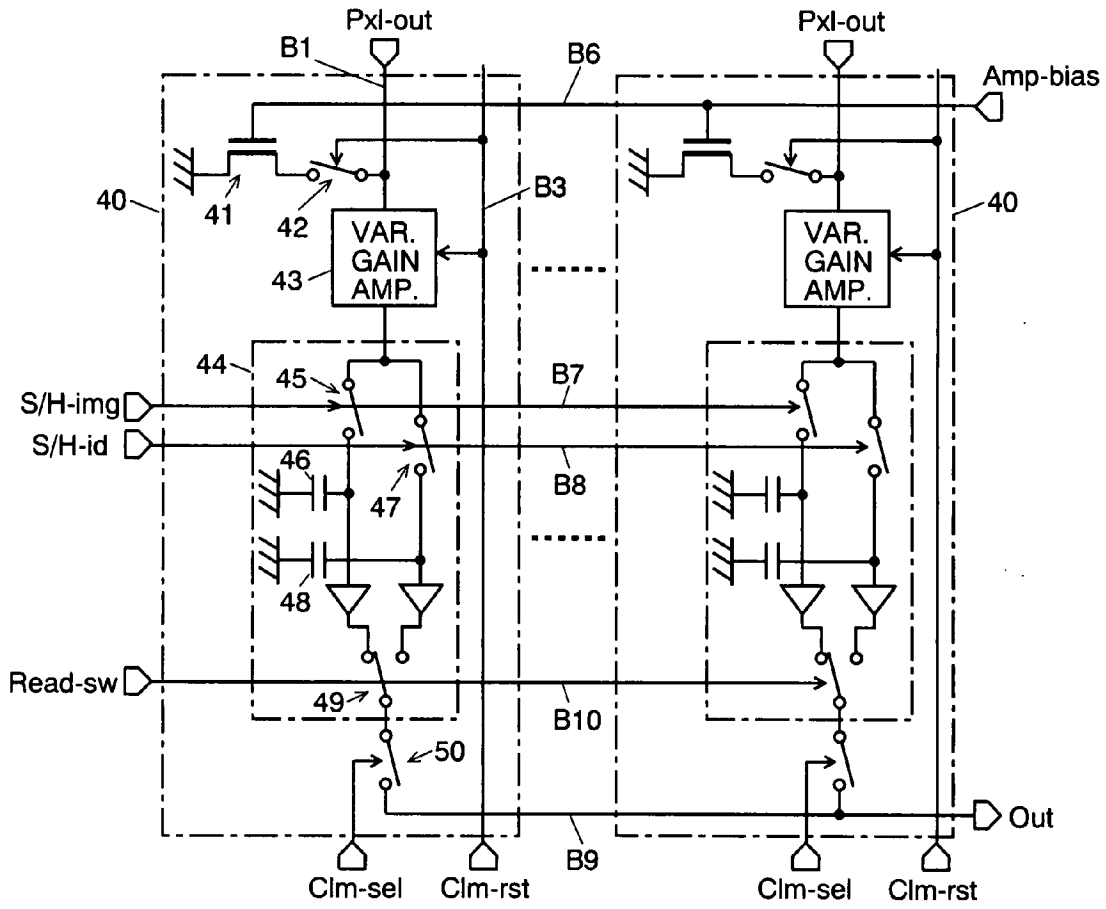 Pxl-out
Pxl-out
B1
B6
Amp-bias
40
41
42
B3
40
VAR.
GAIN
AMP.
43
VAR.
GAIN
AMP.
44
45
B7
S/H-img
S/H-id
46
47
B8
48
Read-sw
49
B10
50
Out
B9
Clm-sel
Clm-rst
Clm-sel
Clm-rst